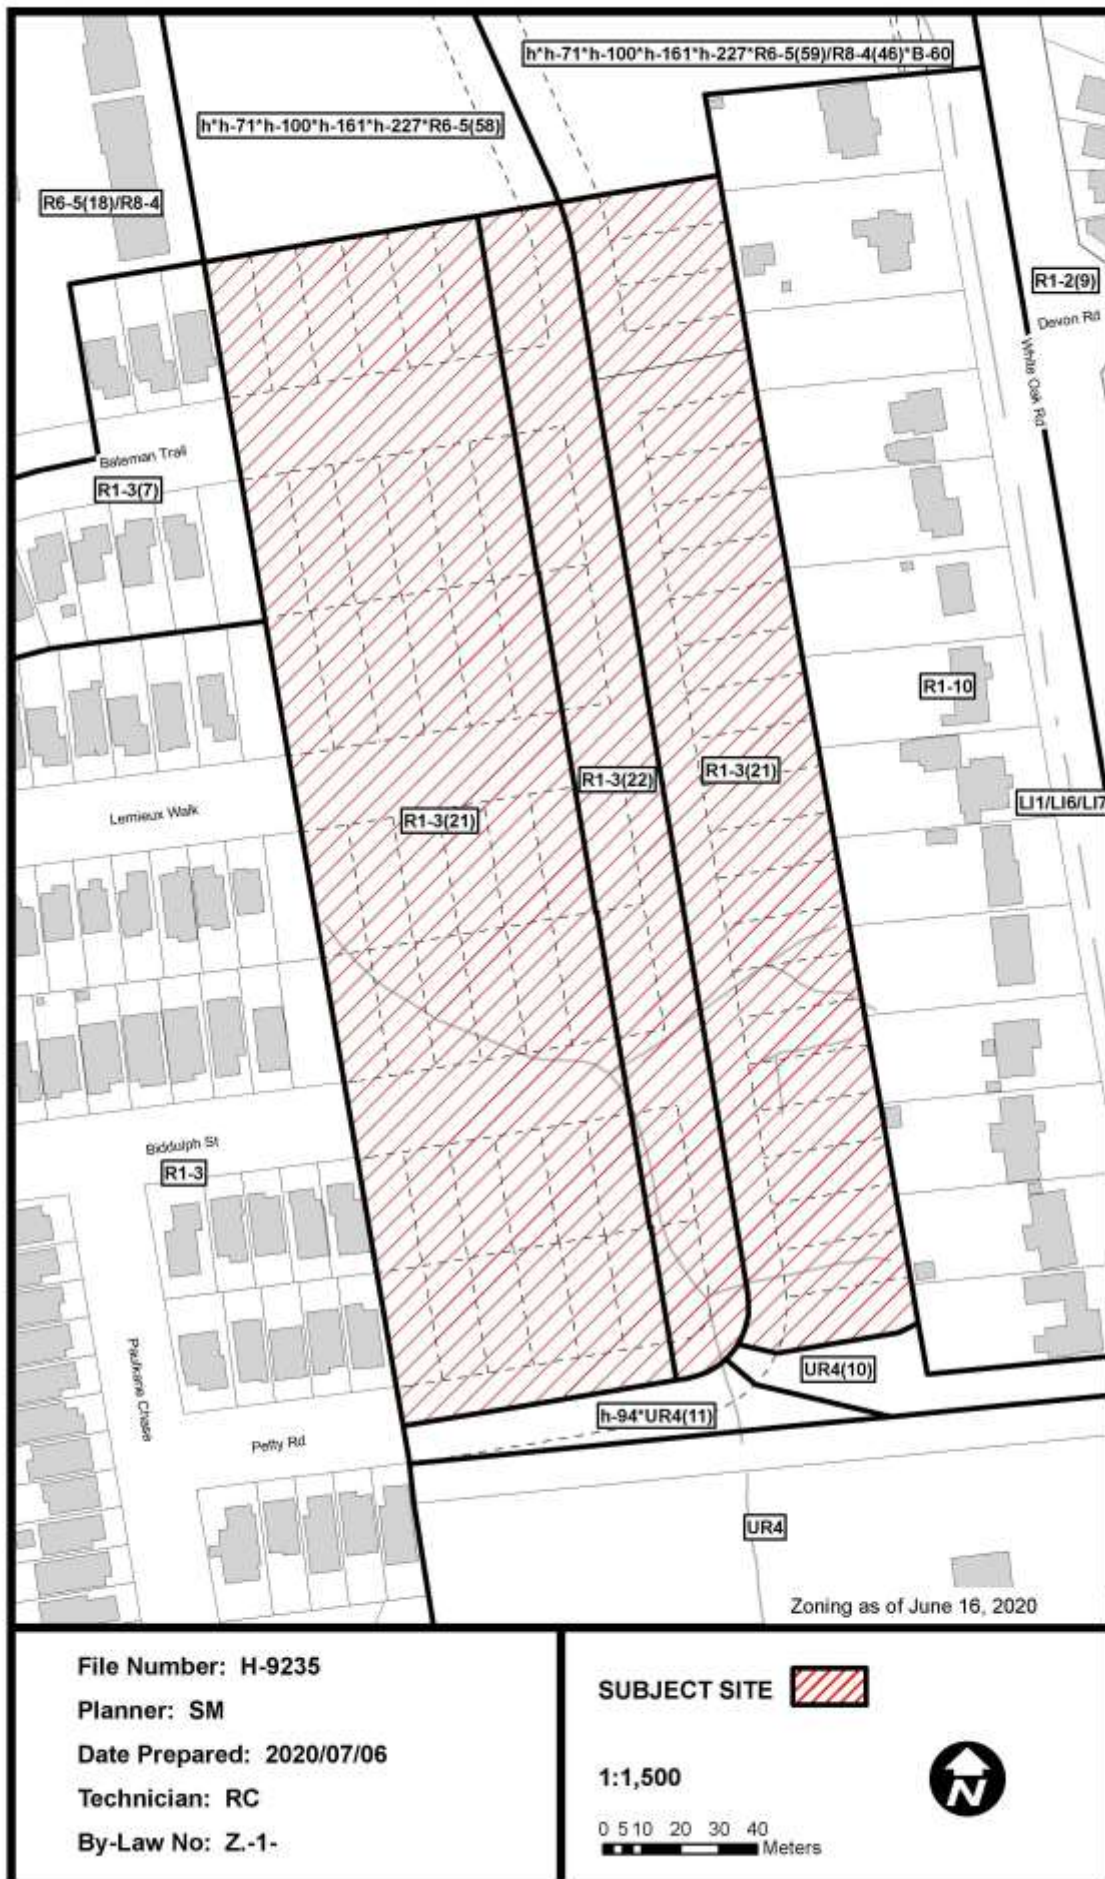 h*h-71*h-100*h-161*h-227*R6-5(59)/R8-4(46)*B-60
h*h-71*h-100*h-161*h-227*R6-5(58)
R6-5(18)/R8-4
R1-2(9)
Devon Rd
White Oak Rd
Bateman Trail
R1-3(7)
R1-10
R1-3(22)
R1-3(21)
R1-3(21)
LI1/LI6/LI7
Lemieux Walk
Biddulph St
R1-3
Paulkane Chase
UR4(10)
h-94*UR4(11)
Petty Rd
UR4
Zoning as of June 16, 2020
File Number: H-9235
Planner: SM
Date Prepared: 2020/07/06
Technician: RC
By-Law No: Z.-1-
SUBJECT SITE
1:1,500
N
0 5 10 20 30 40
Meters